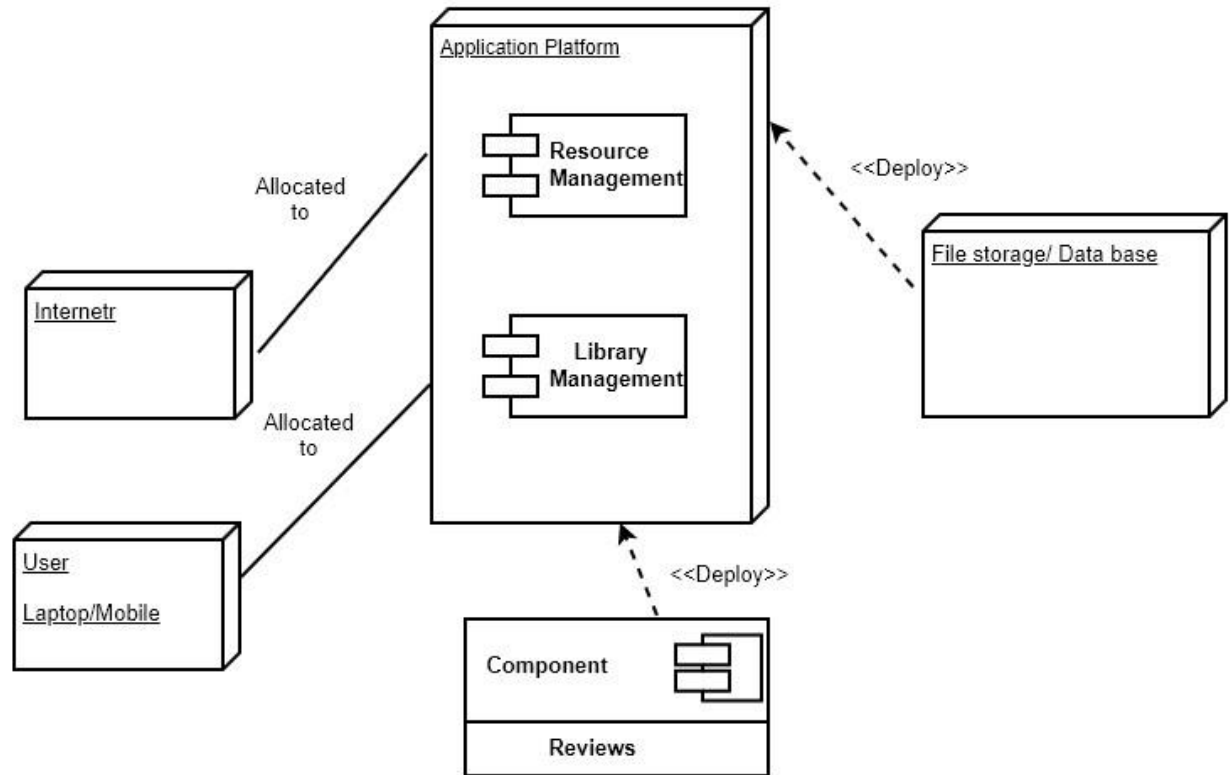 Application Platform
Resource
Management
<<Deploy>>
Allocated
to
File storage/ Data base
Internetr
Library
Management
Allocated
to
User
Laptop/Mobile
<<Deploy>>
Component
Reviews